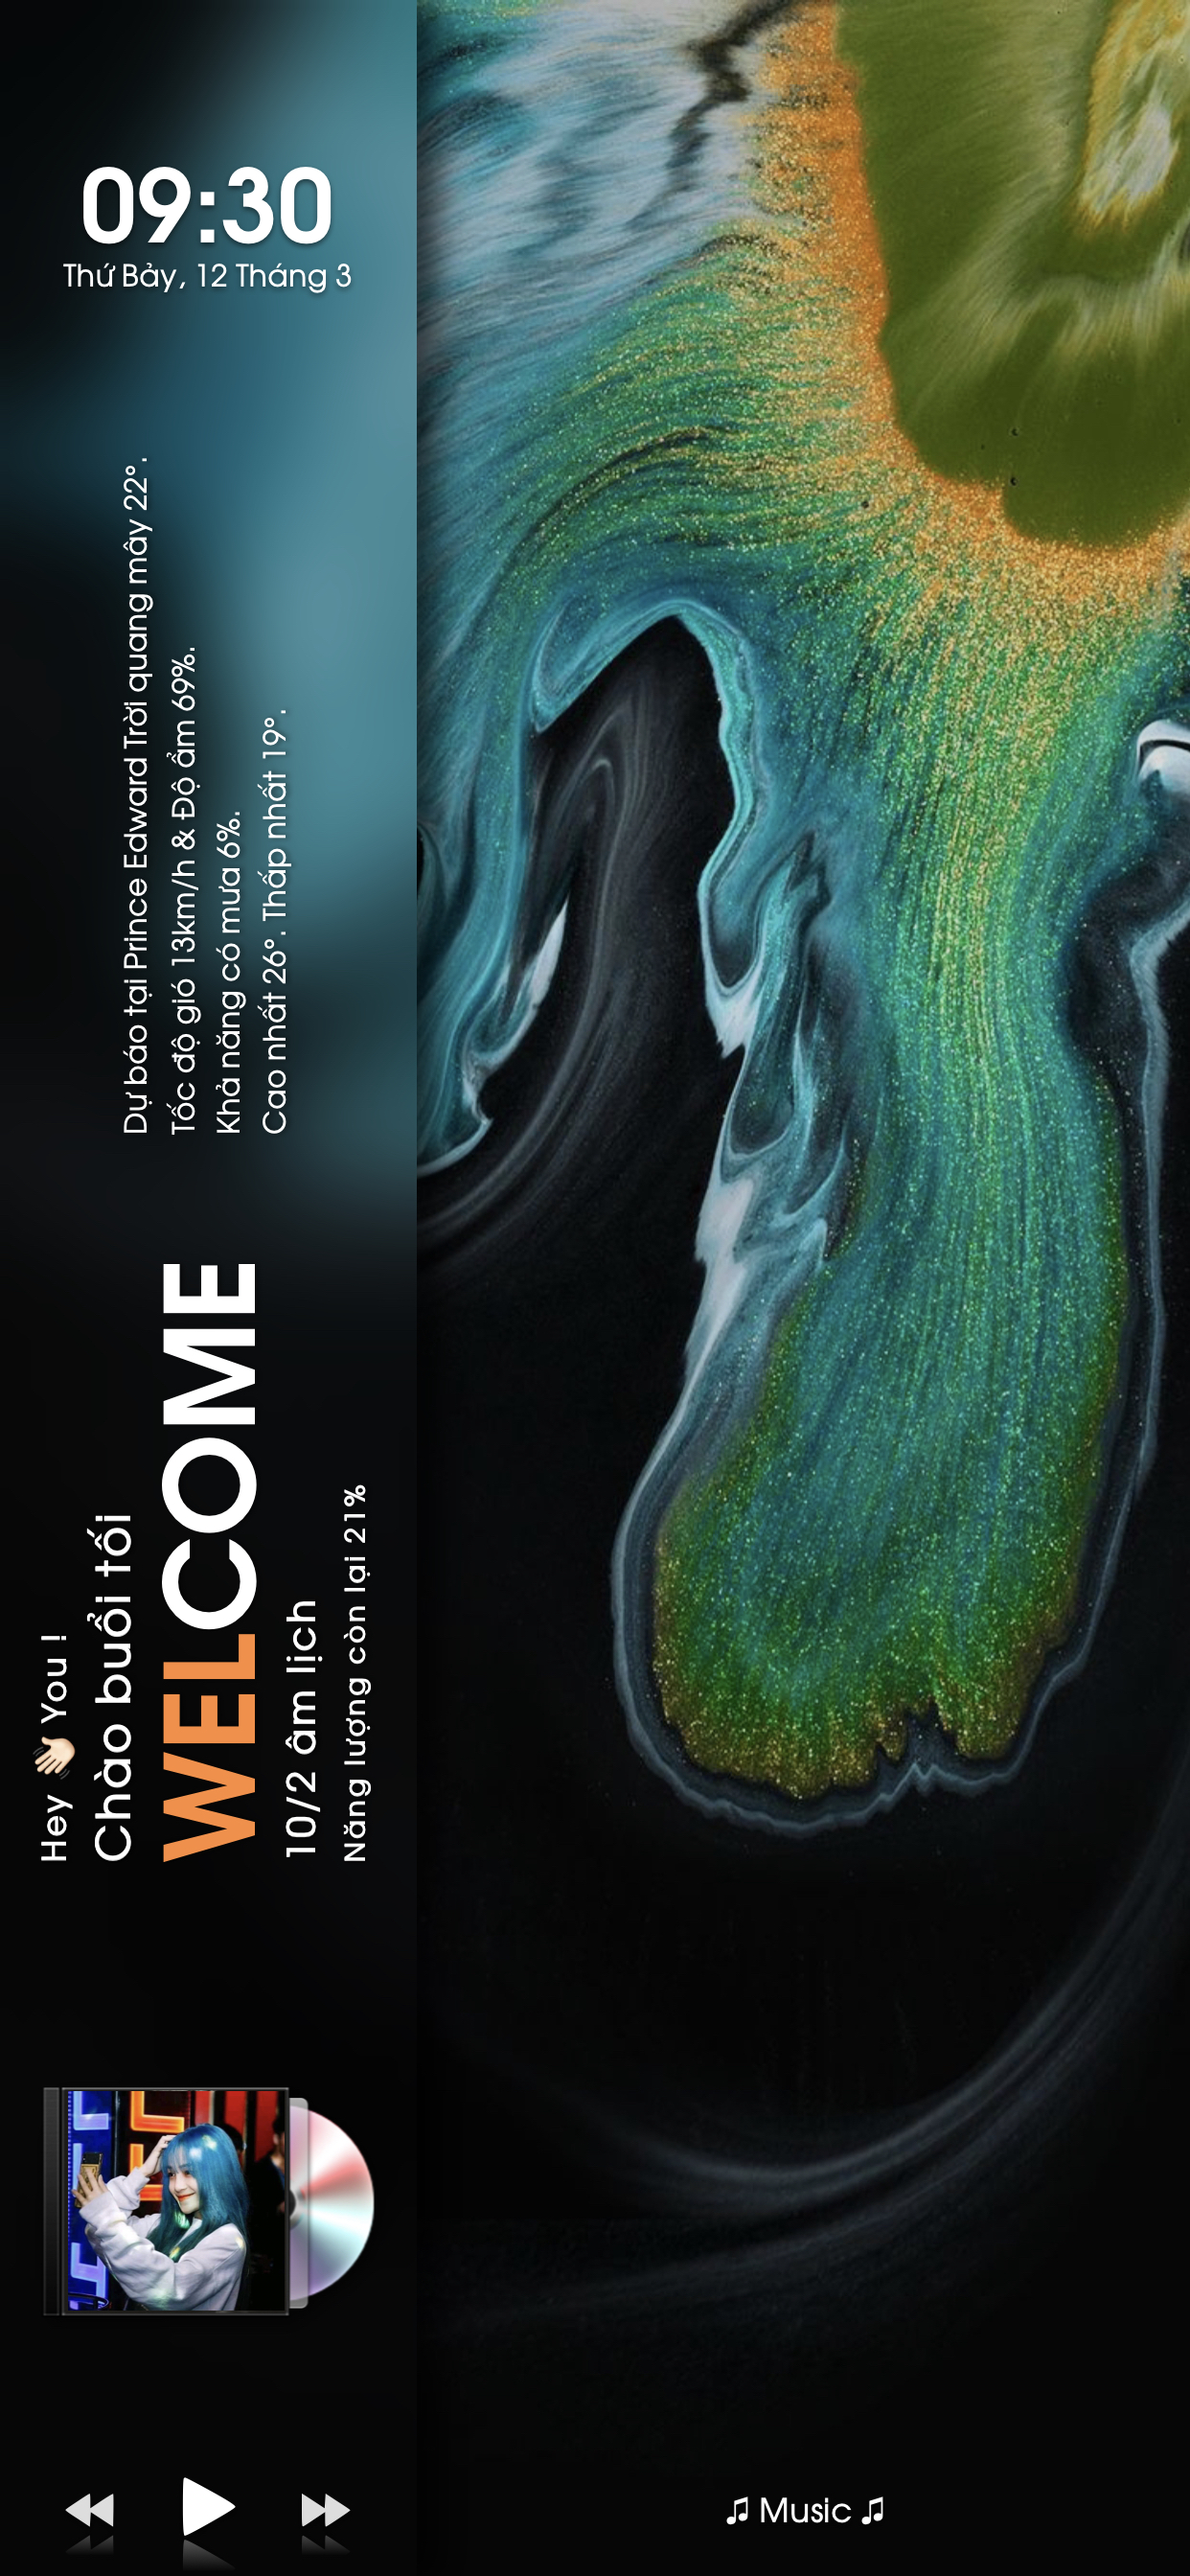 09:30
Thứ Bảy, 12 Tháng 3
Dự báo tại Prince Edward Trời quang mây 22°.
Tốc độ gió 13km/h & Độ ẩm 69%.
Khả năng có mưa 6%.
Cao nhất 26°. Thấp nhất 19°.
Hey 👋🏻 You !
Chào buổi tối
WELCOME
10/2 âm lịch
Năng lượng còn lại 21%
♫ Music ♫